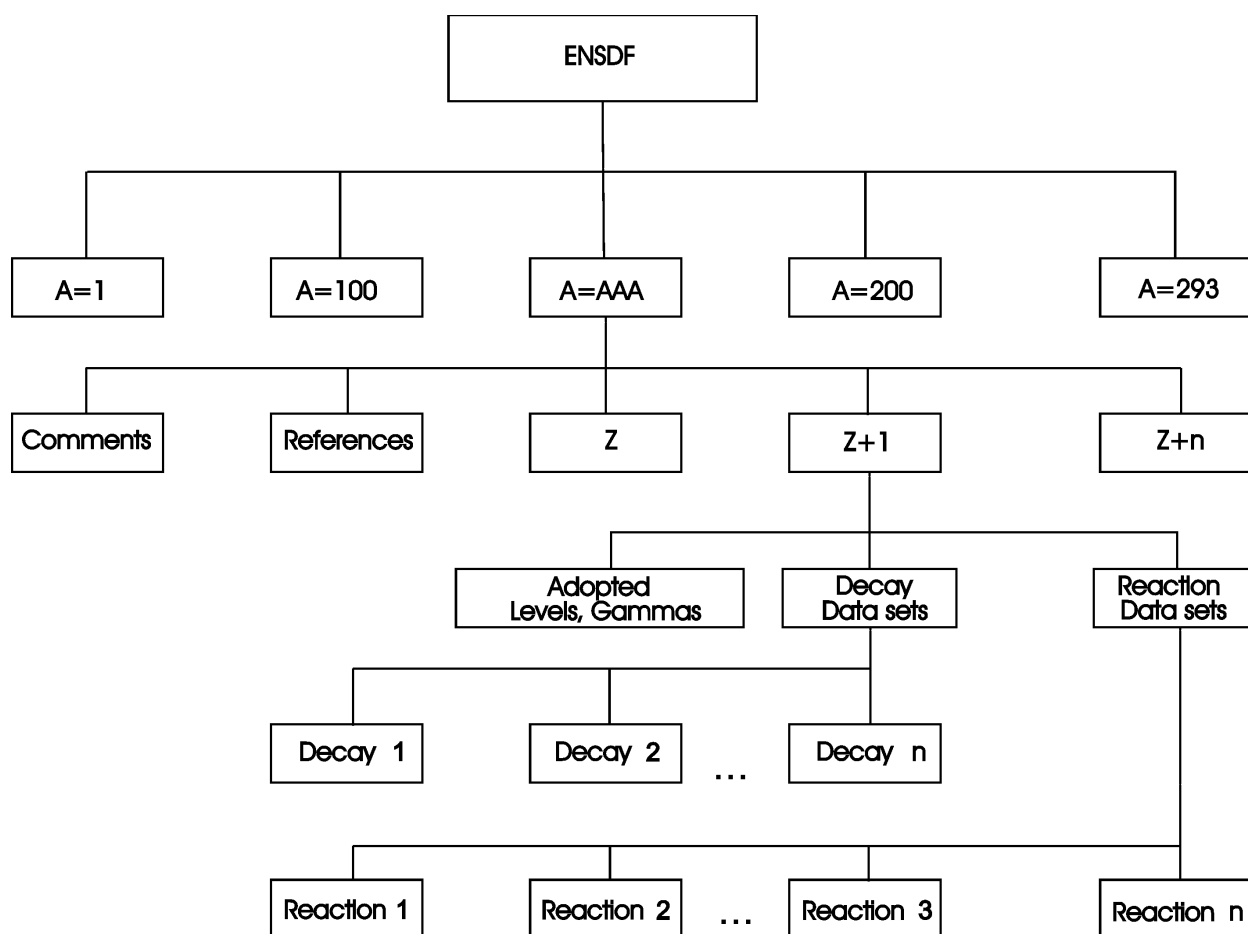 ENSDF
A=1
A=100
A=AAA
A=200
A=293
Comments
References
Z
Z+1
Z+n
Adopted
Levels, Gammas
Decay
Data sets
Reaction
Data sets
Decay 1
Decay 2
...
Decay n
Reaction 1
Reaction 2
...
Reaction 3
Reaction n